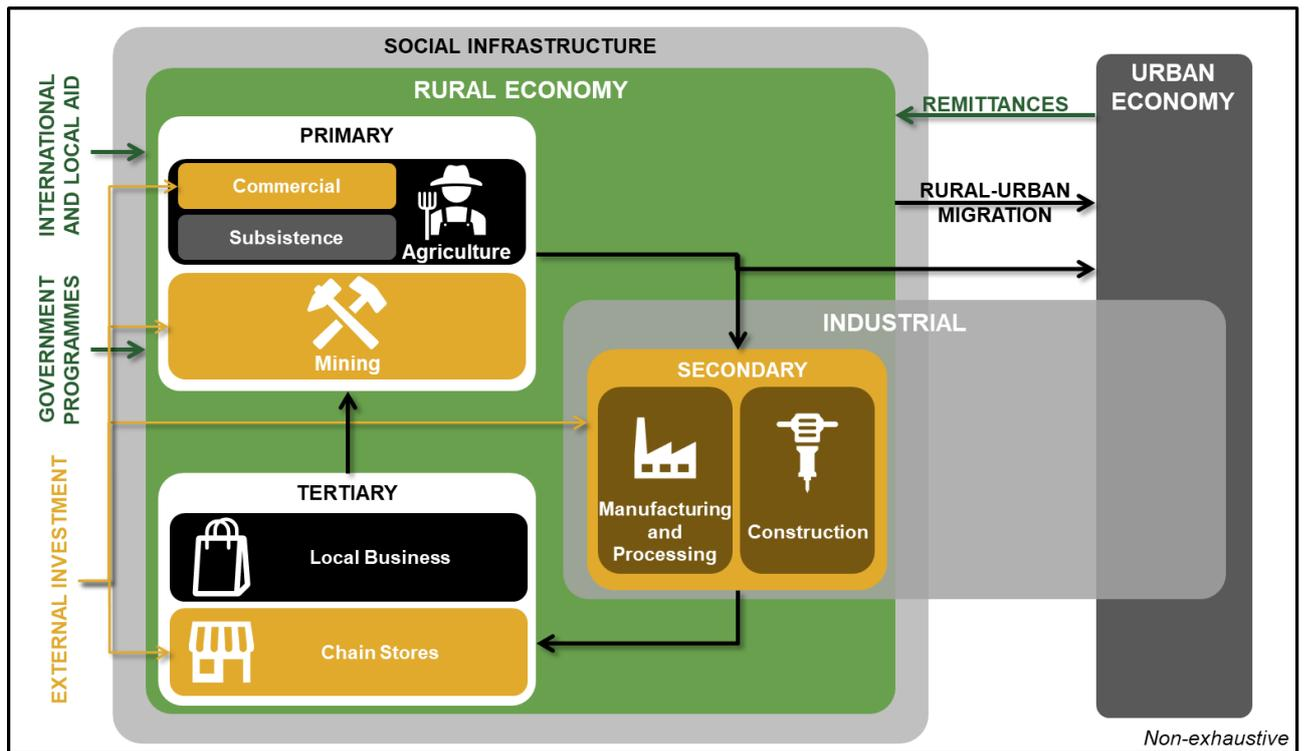 SOCIAL INFRASTRUCTURE
RURAL ECONOMY
URBAN
ECONOMY
INTERNATIONAL
AND LOCAL AID
GOVERNMENT
PROGRAMMES
EXTERNAL INVESTMENT
PRIMARY
Commercial
Subsistence
Agriculture
Mining
REMITTANCES
RURAL-URBAN
MIGRATION
INDUSTRIAL
SECONDARY
Manufacturing
and
Processing
Construction
TERTIARY
Local Business
Chain Stores
Non-exhaustive